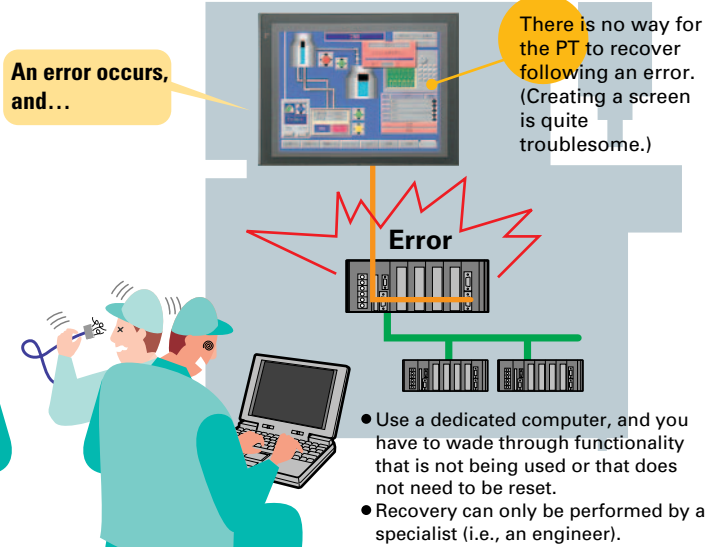 An error occurs,
and...
There is no way for
the PT to recover
following an error.
(Creating a screen
is quite
troublesome.)
Error
● Use a dedicated computer, and you
have to wade through functionality
that is not being used or that does
not need to be reset.
● Recovery can only be performed by a
specialist (i.e., an engineer).